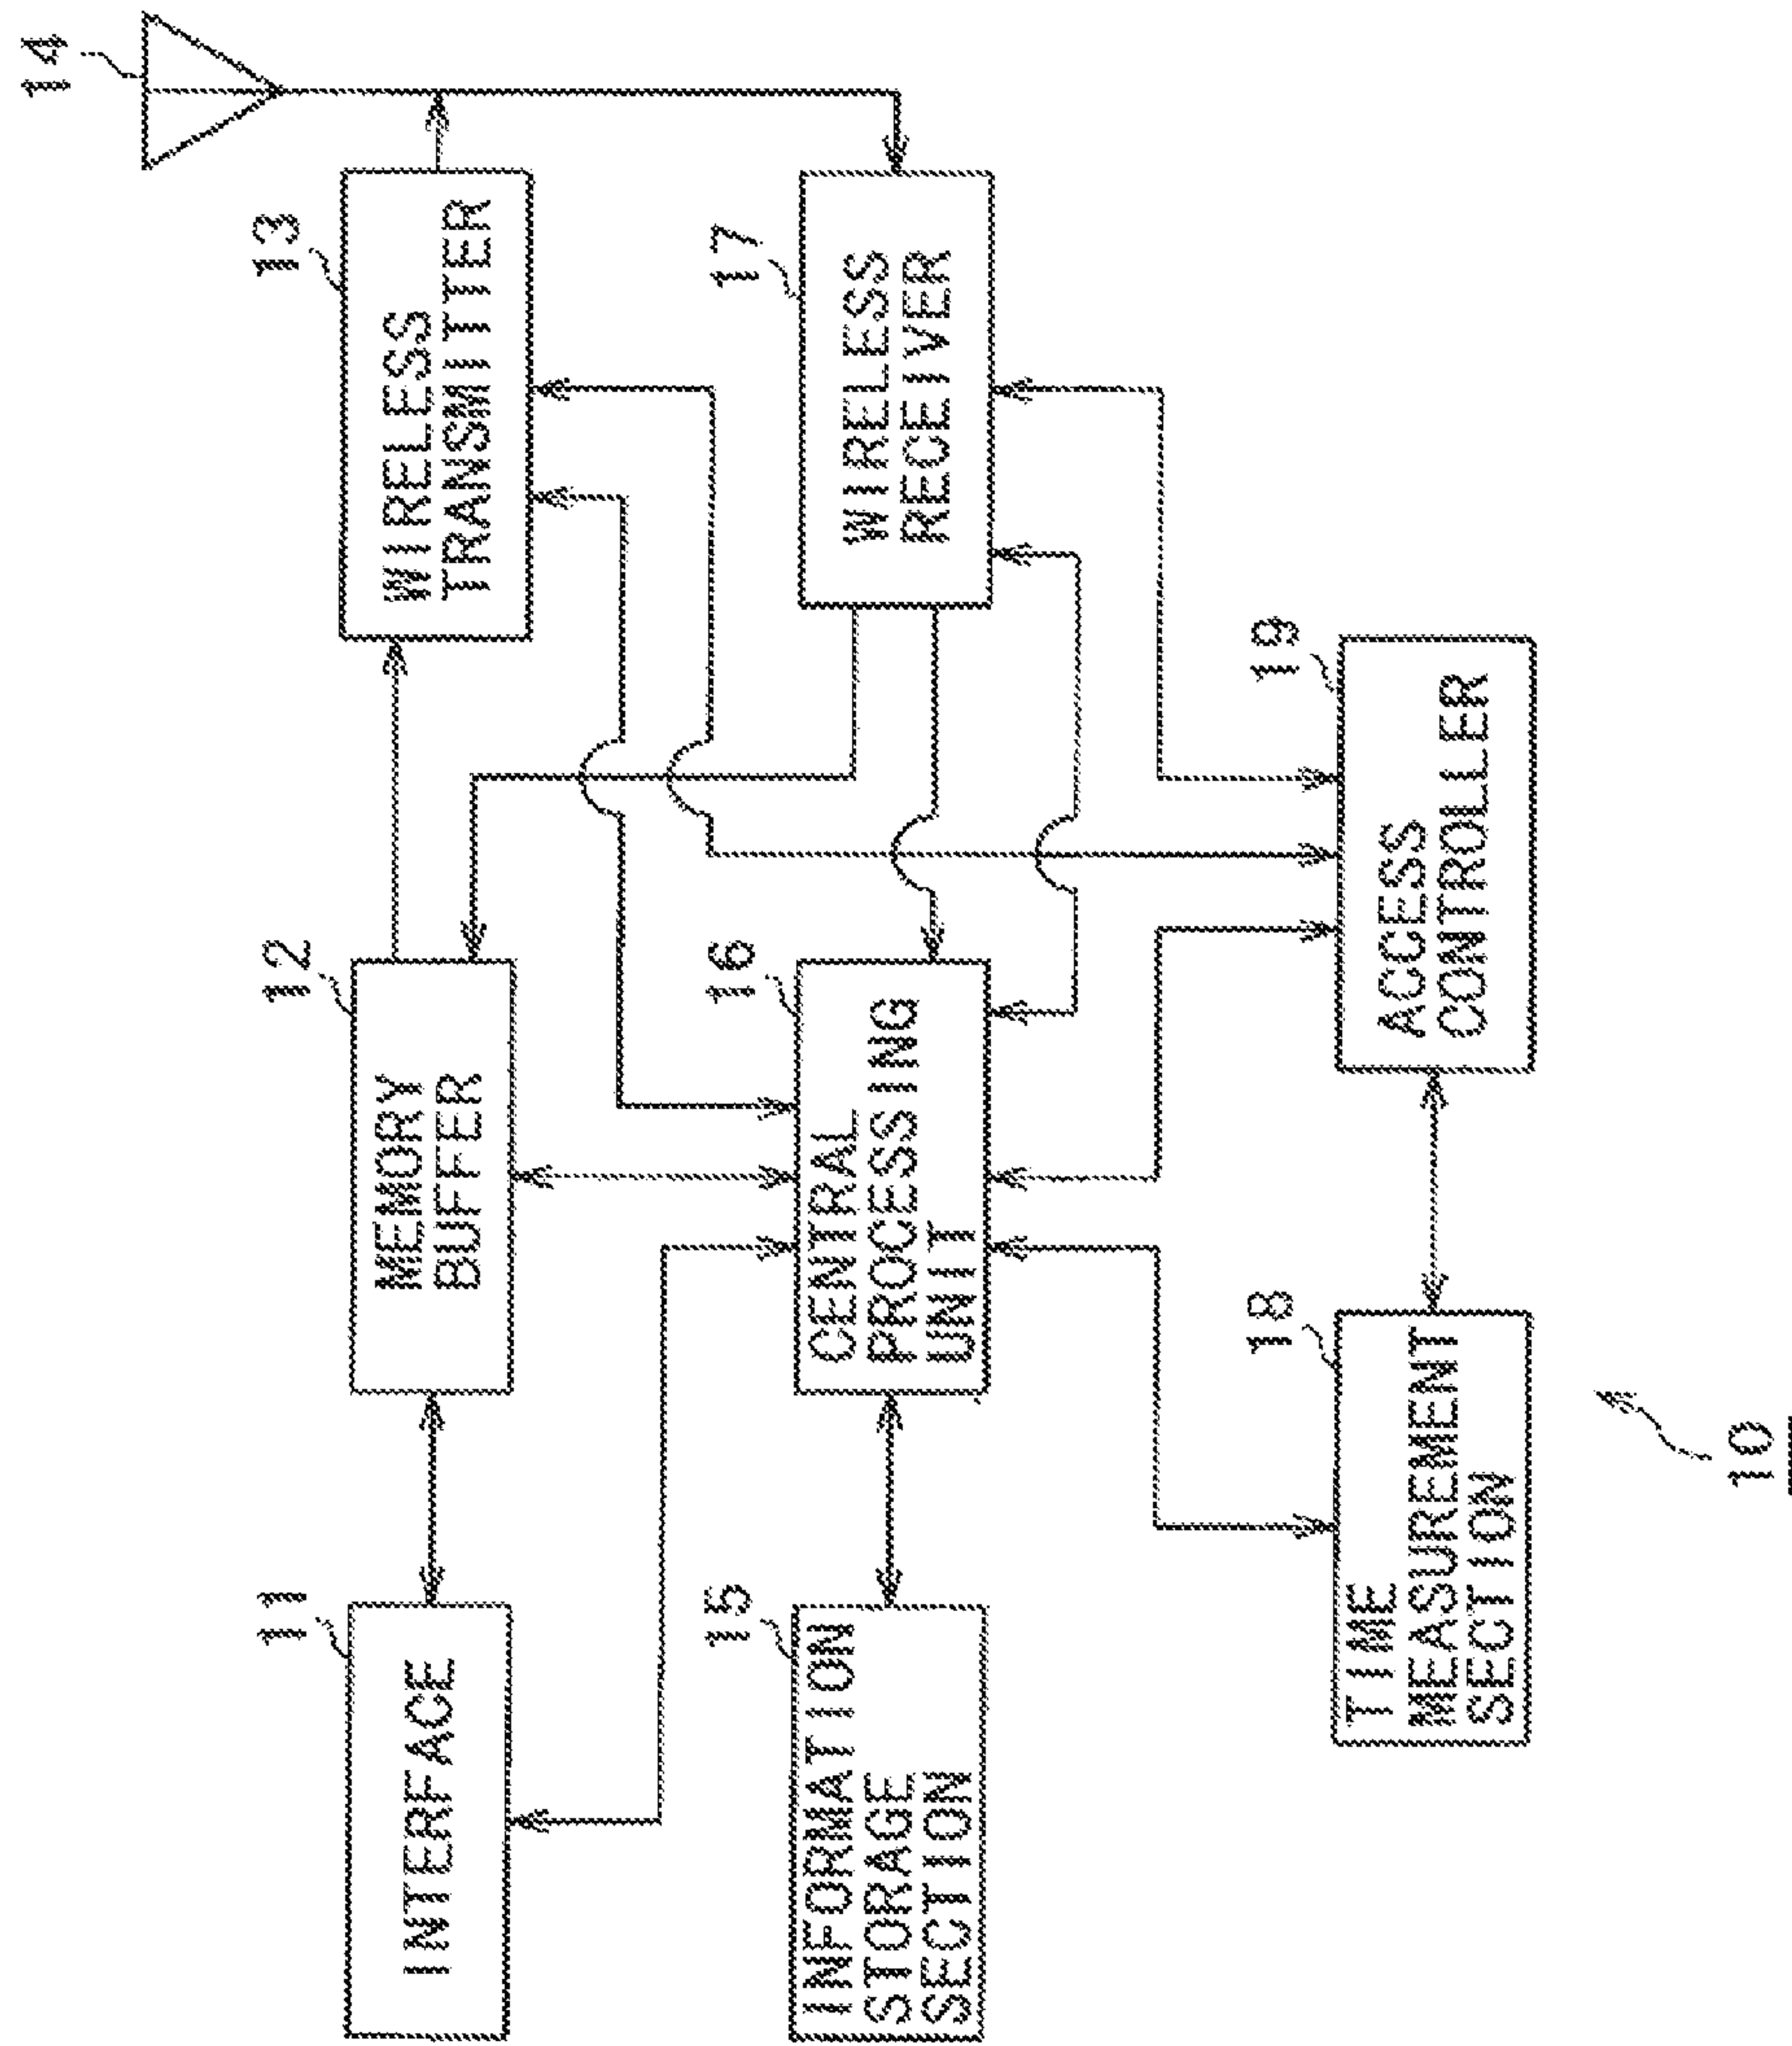 14
13
WIRELESS
TRANSMITTER
17
WIRELESS
RECEIVER
12
MEMORY
BUFFER
16
CENTRAL
PROCESSING
UNIT
19
ACCESS
CONTROLLER
11
INTERFACE
15
INFORMATION
STORAGE
SECTION
18
TIME
MEASUREMENT
SECTION
10